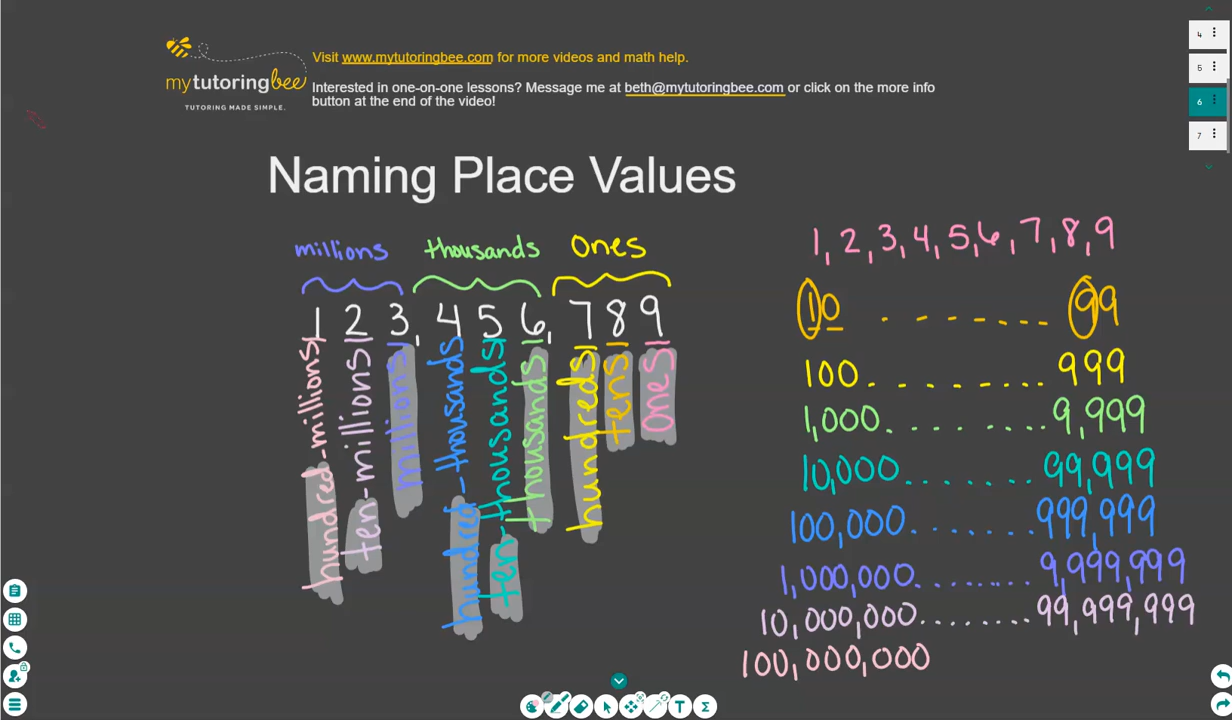 mytutoringbee
TUTORING MADE SIMPLE.
Visit www.mytutoringbee.com for more videos and math help.
Interested in one-on-one lessons? Message me at beth@mytutoringbee.com or click on the more info
button at the end of the video!
4
5
6
7
Naming Place Values
millions thousands ones
123,456,789
hundred-millions
ten-millions
millions
hundred-thousands
ten-thousands
thousands
hundreds
tens
ones
1, 2, 3, 4, 5, 6, 7, 8, 9
10 ........ 99
100. ........ 999
1,000. ........ 9,999
10,000........ 99,999
100,000........ 999,999
1,000,000........ 9,999,999
10,000,000........ 99,999,999
100,000,000
T Σ